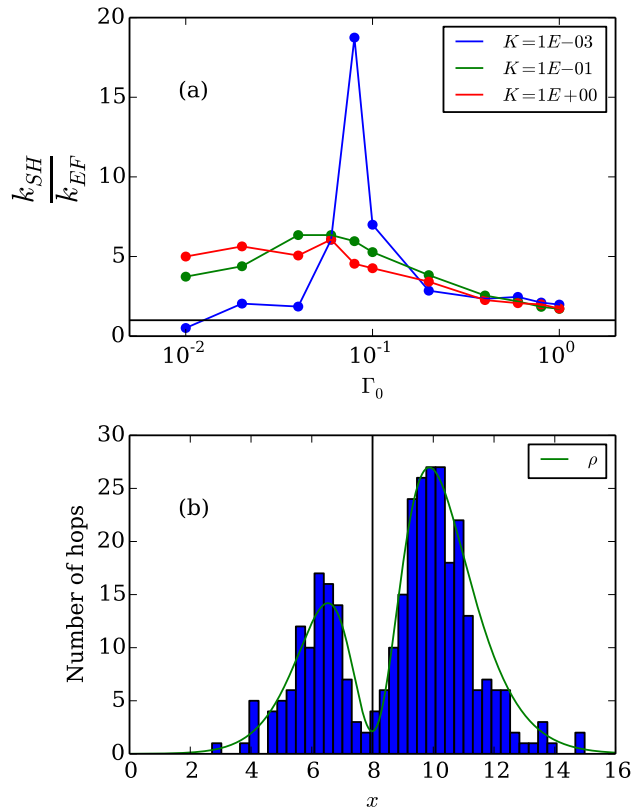 20
15
10
5
0
(a)
K=1E−03
K=1E−01
K=1E+00
k_SH
k_EF
10^-2
10^-1
10^0
Γ_0
30
25
20
15
10
5
0
(b)
ρ
Number of hops
0 2 4 6 8 10 12 14 16
x